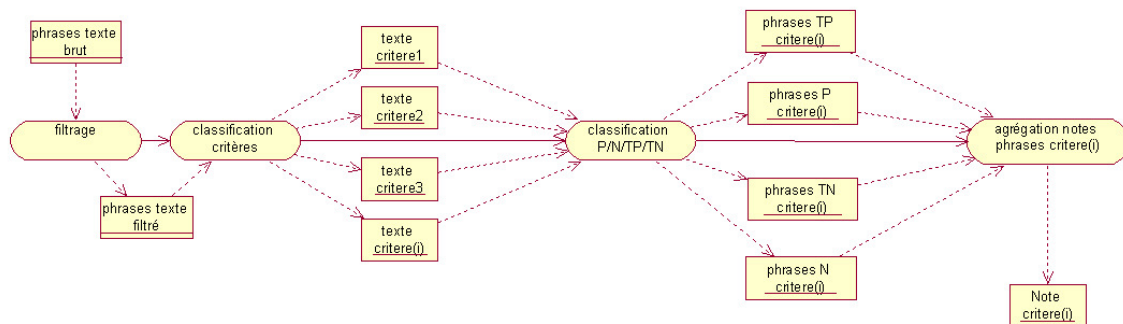 phrases texte
brut
filtrage
phrases texte
filtré
classification
critères
texte
critere1
texte
critere2
texte
critere3
texte
critere(i)
classification
P/N/TP/TN
phrases TP
critere(i)
phrases P
critere(i)
phrases TN
critere(i)
phrases N
critere(i)
agrégation notes
phrases critere(i)
Note
critere(i)